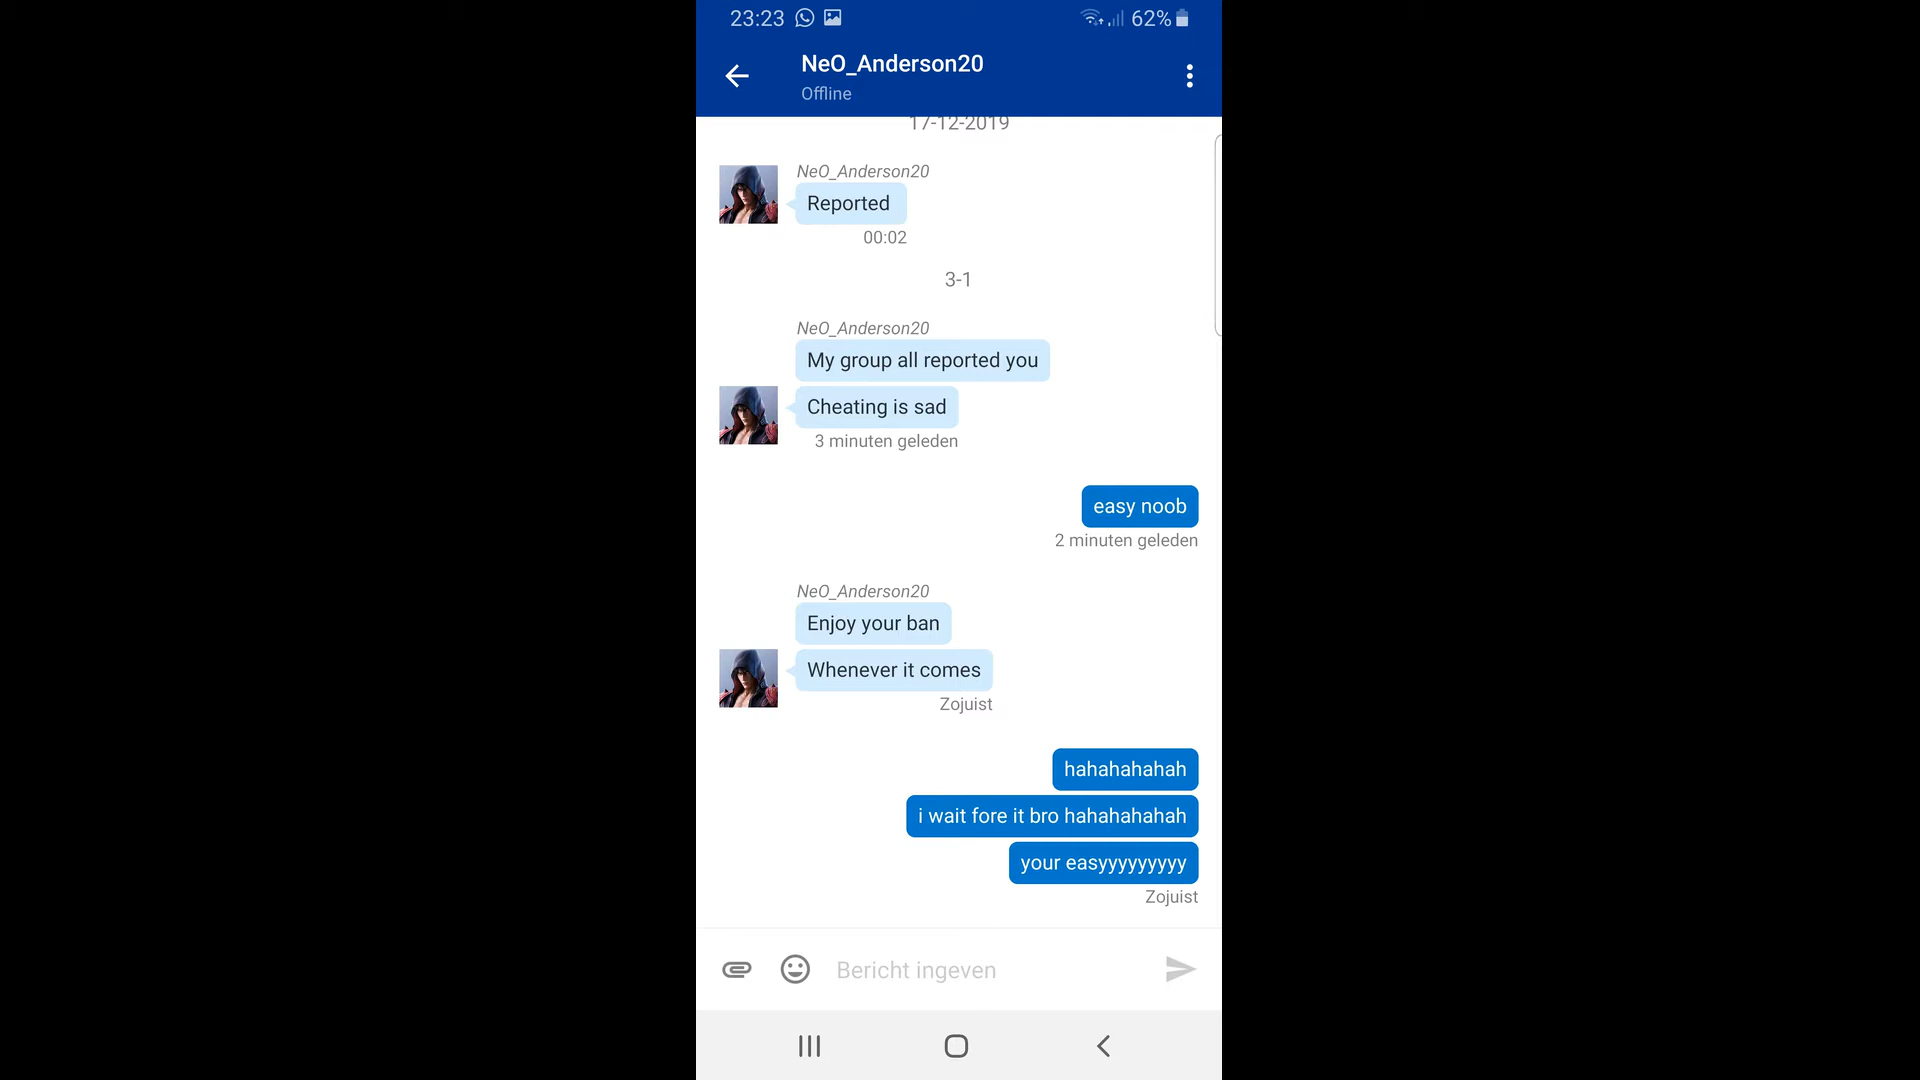 23:23
62%
NeO_Anderson20
Offline
17-12-2019
NeO_Anderson20
Reported
00:02
3-1
NeO_Anderson20
My group all reported you
Cheating is sad
3 minuten geleden
easy noob
2 minuten geleden
NeO_Anderson20
Enjoy your ban
Whenever it comes
Zojuist
hahahahahah
i wait fore it bro hahahahahah
your easyyyyyyyyy
Zojuist
Bericht ingeven